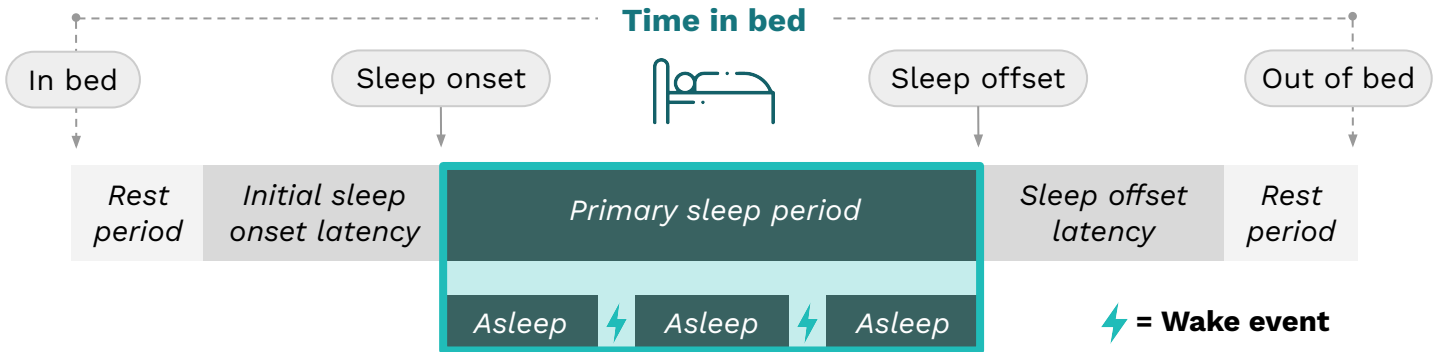 Time in bed
In bed
Sleep onset
Sleep offset
Out of bed
Rest
period
Initial sleep
onset latency
Primary sleep period
Sleep offset
latency
Rest
period
Asleep
Asleep
Asleep
= Wake event